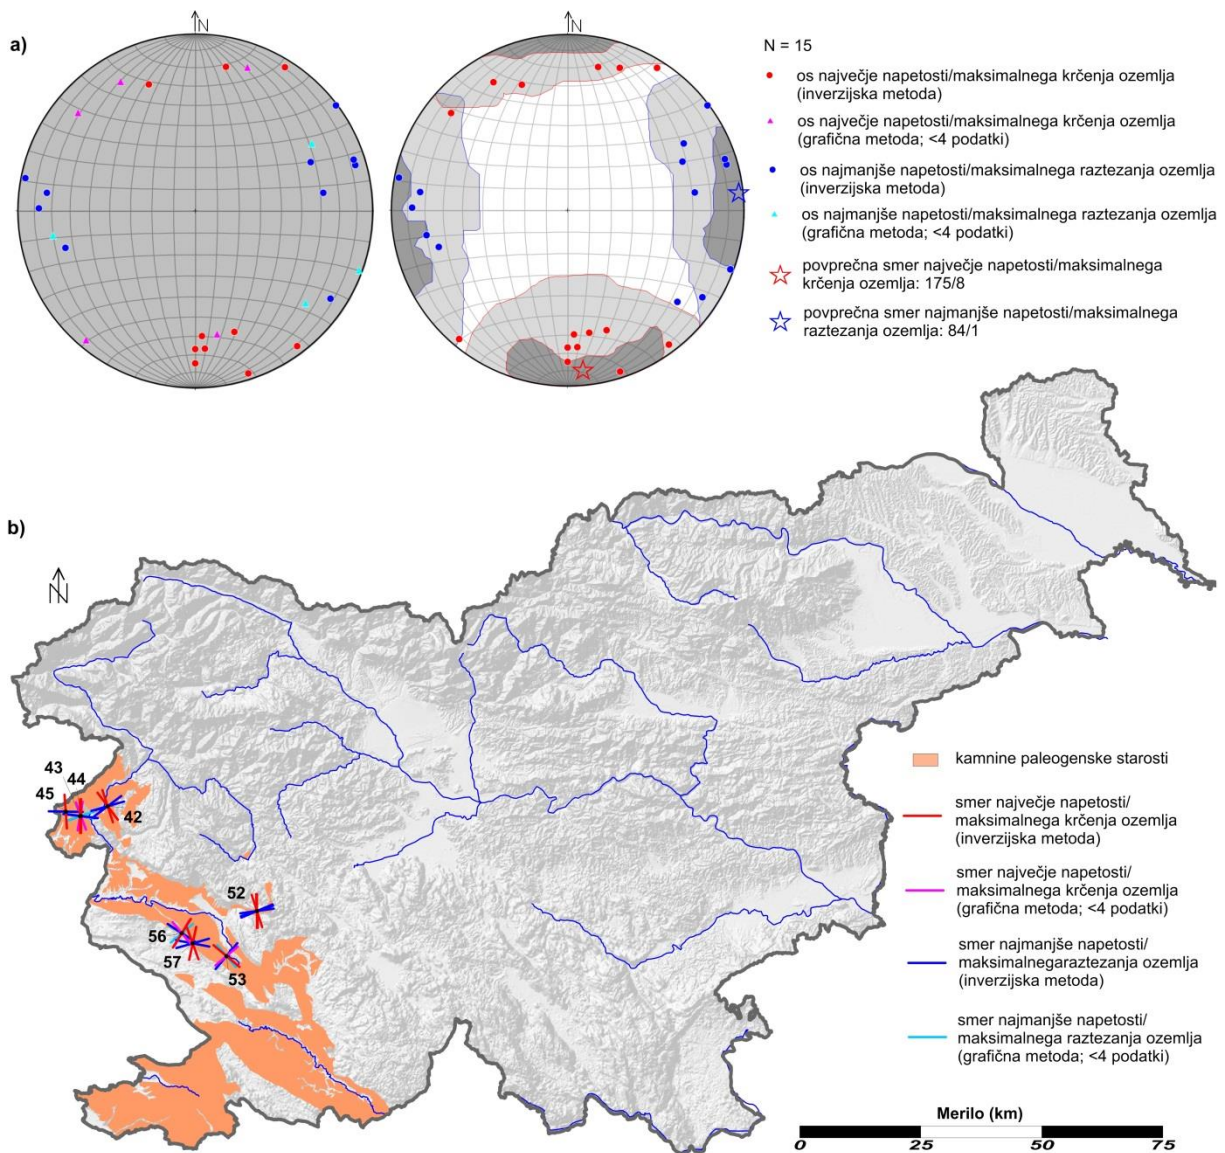 a)
N
N
N = 15
os največje napetosti/maksimalnega krčenja ozemlja
(inverzijska metoda)
os največje napetosti/maksimalnega krčenja ozemlja
(grafična metoda; <4 podatki)
os najmanjše napetosti/maksimalnega raztezanja ozemlja
(inverzijska metoda)
os najmanjše napetosti/maksimalnega raztezanja ozemlja
(grafična metoda; <4 podatki)
povprečna smer največje napetosti/maksimalnega
krčenja ozemlja: 175/8
povprečna smer najmanjše napetosti/maksimalnega
raztezanja ozemlja: 84/1
b)
N
43
44
45
42
52
56
57
53
kamnine paleogenske starosti
smer največje napetosti/
maksimalnega krčenja ozemlja
(inverzijska metoda)
smer največje napetosti/
maksimalnega krčenja ozemlja
(grafična metoda; <4 podatki)
smer najmanjše napetosti/
maksimalnegaraztezanja ozemlja
(inverzijska metoda)
smer najmanjše napetosti/
maksimalnega raztezanja ozemlja
(grafična metoda; <4 podatki)
Merilo (km)
0 25 50 75